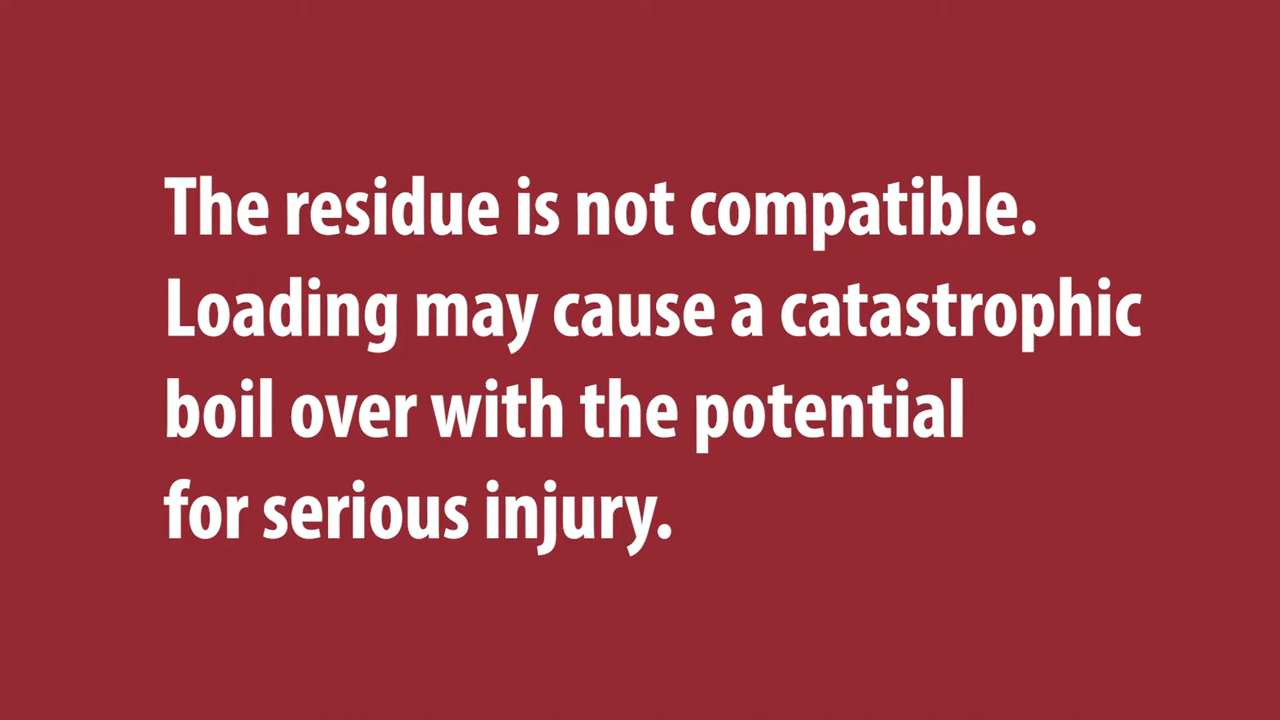 The residue is not compatible.
Loading may cause a catastrophic
boil over with the potential
for serious injury.